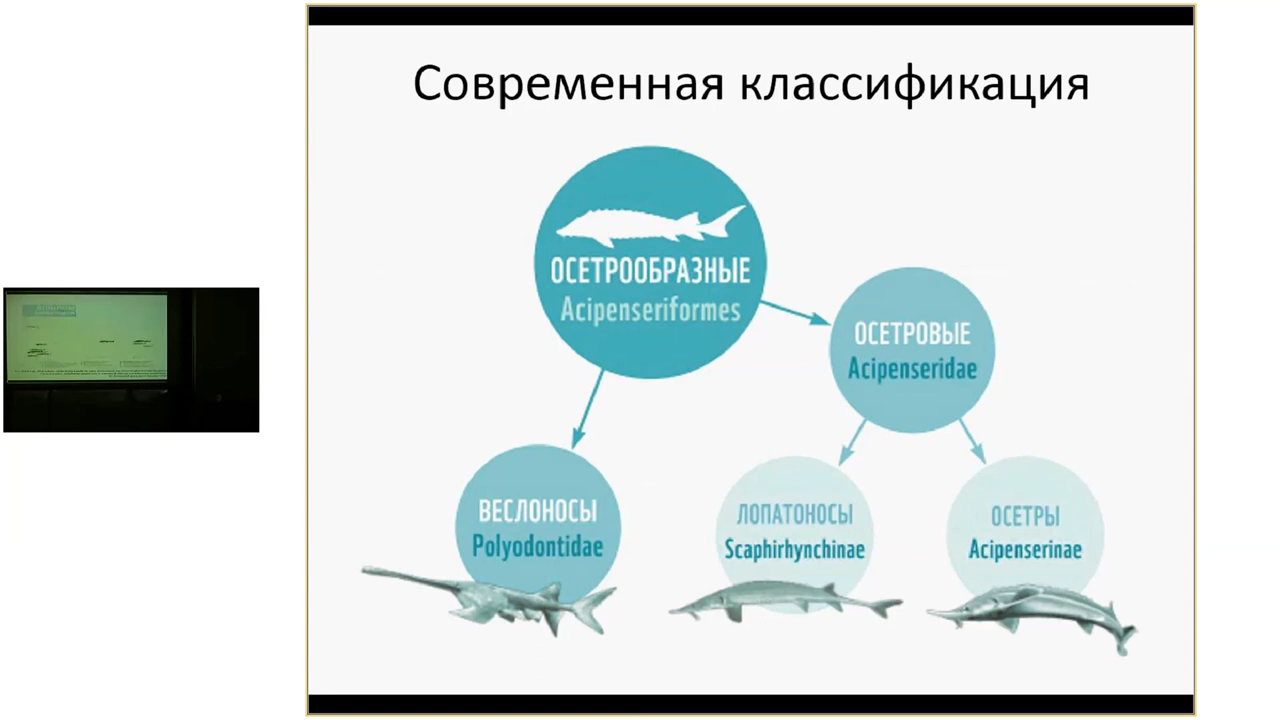 Современная классификация
ОСЕТРООБРАЗНЫЕ
Acipenseriformes
ОСЕТРОВЫЕ
Acipenseridae
ВЕСЛОНОСЫ
Polyodontidae
ЛОПАТОНОСЫ
Scaphirhynchinae
ОСЕТРЫ
Acipenserinae